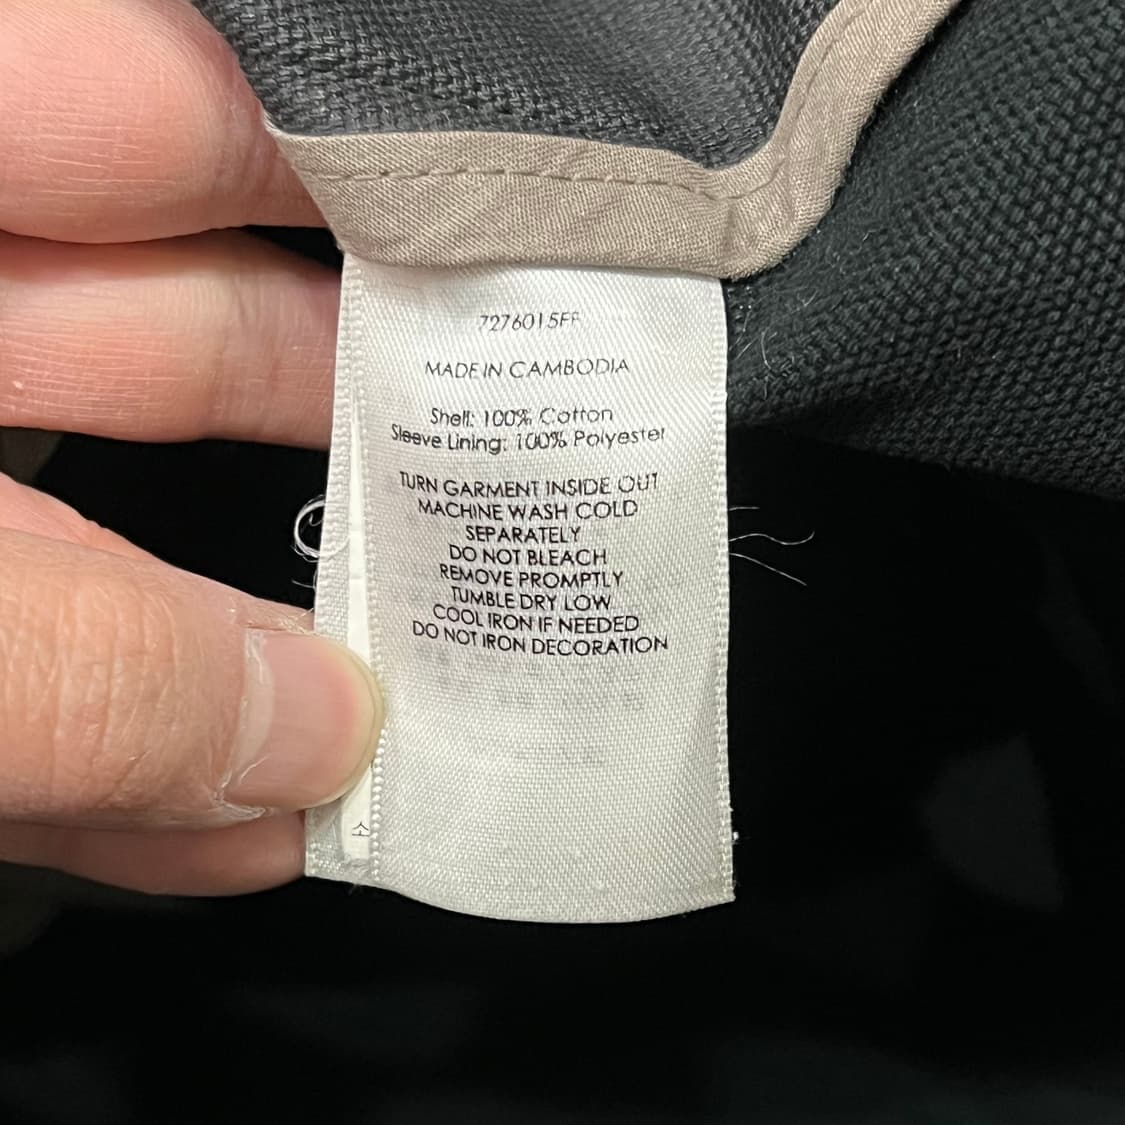 7276015FF
MADE IN CAMBODIA
Shell: 100% Cotton
Sleeve Lining: 100% Polyester
TURN GARMENT INSIDE OUT
MACHINE WASH COLD
SEPARATELY
DO NOT BLEACH
REMOVE PROMPTLY
TUMBLE DRY LOW
COOL IRON IF NEEDED
DO NOT IRON DECORATION